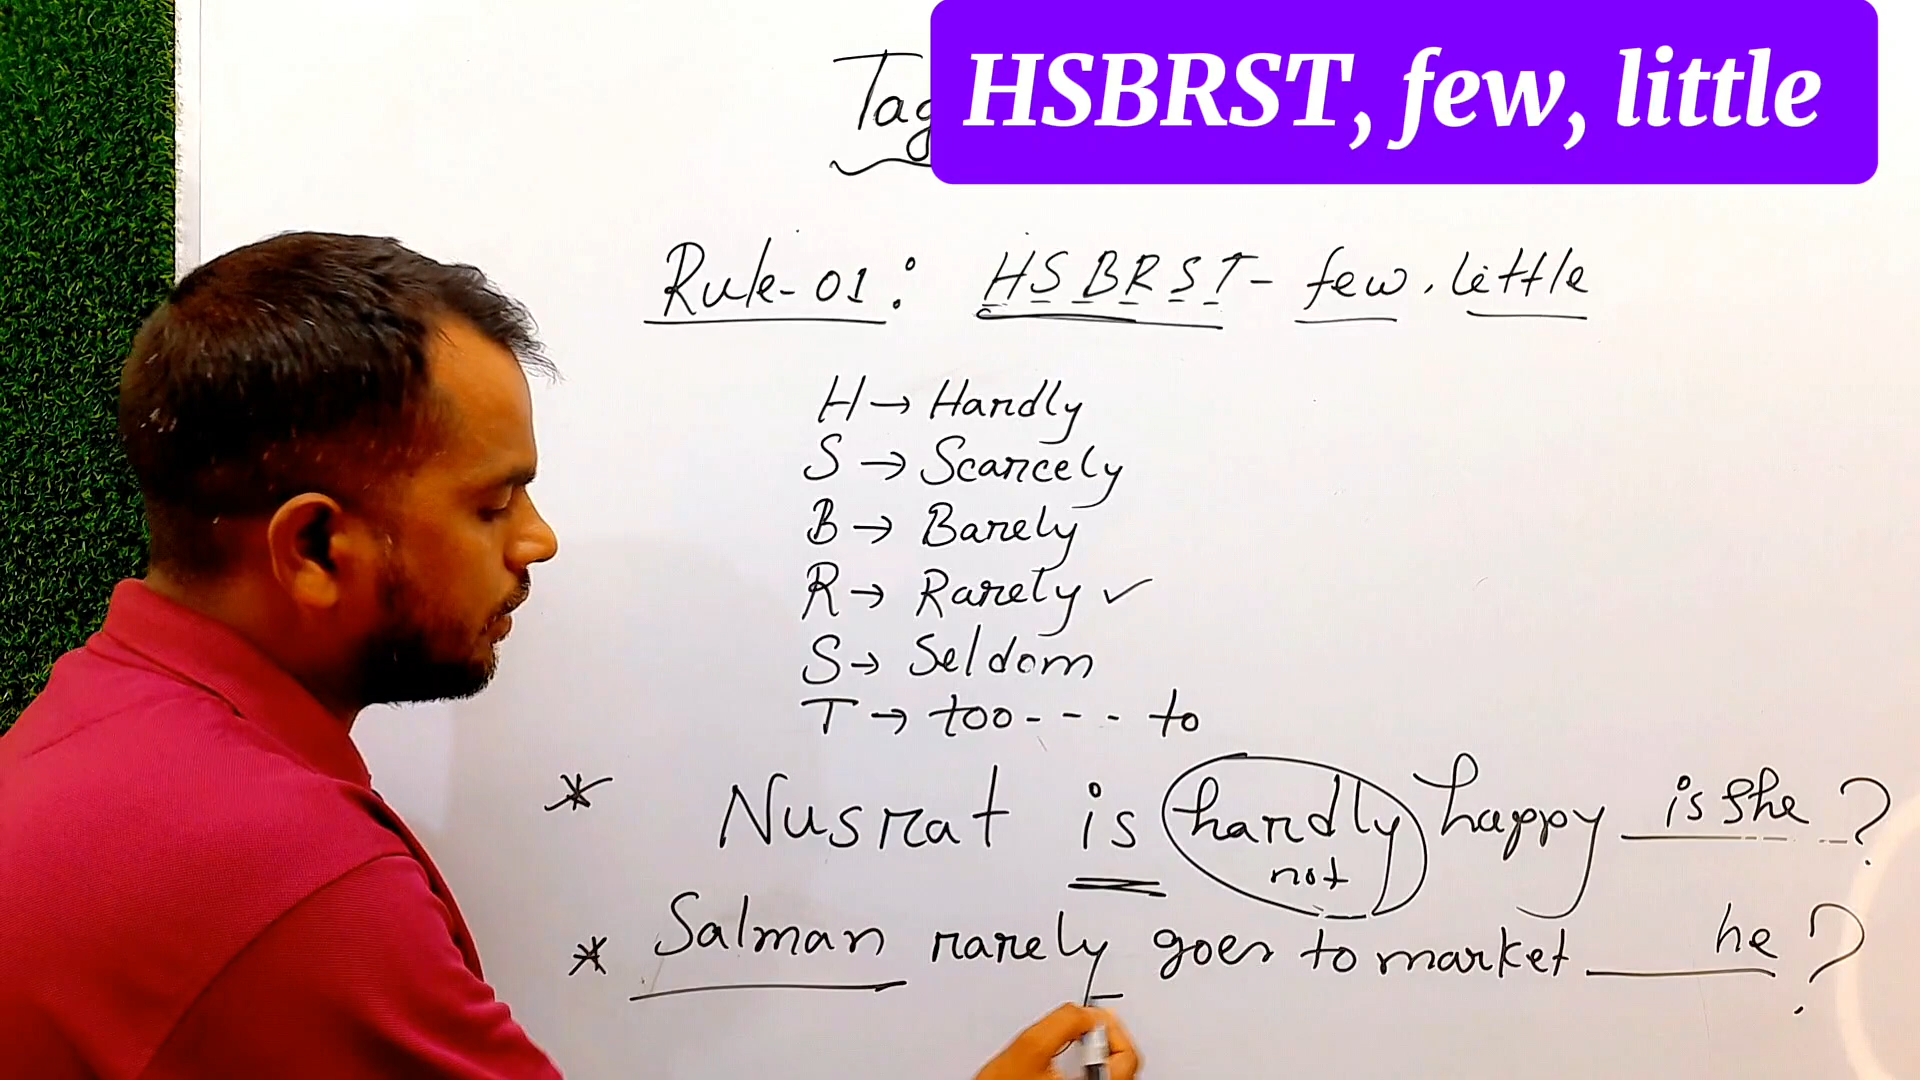 HSBRST, few, little
Tag
Rule-01: HSBRST- few, little
H → Hardly
S → Scarcely
B → Barely
R → Rarely ✓
S → Seldom
T → too - - - to
* Nusrat is hardly happy is she ?
not
* Salman rarely goes to market he ?